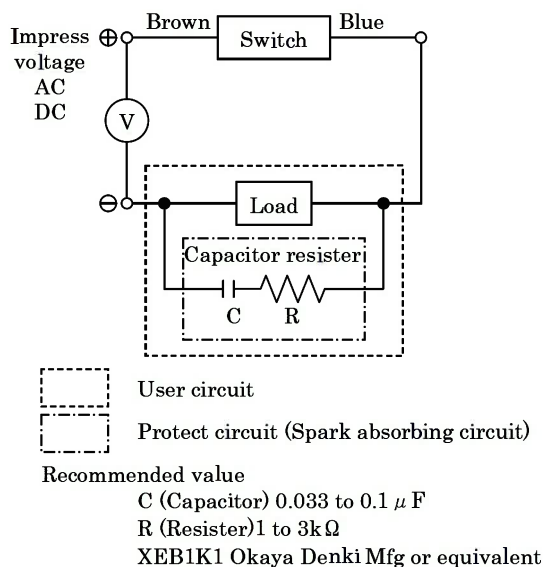 Impress
voltage
AC
DC
⊕
Brown
Switch
Blue
V
⊖
Load
Capacitor resister
C
R
User circuit
Protect circuit (Spark absorbing circuit)
Recommended value
C (Capacitor) 0.033 to 0.1 μF
R (Resister)1 to 3kΩ
XEB1K1 Okaya Denki Mfg or equivalent